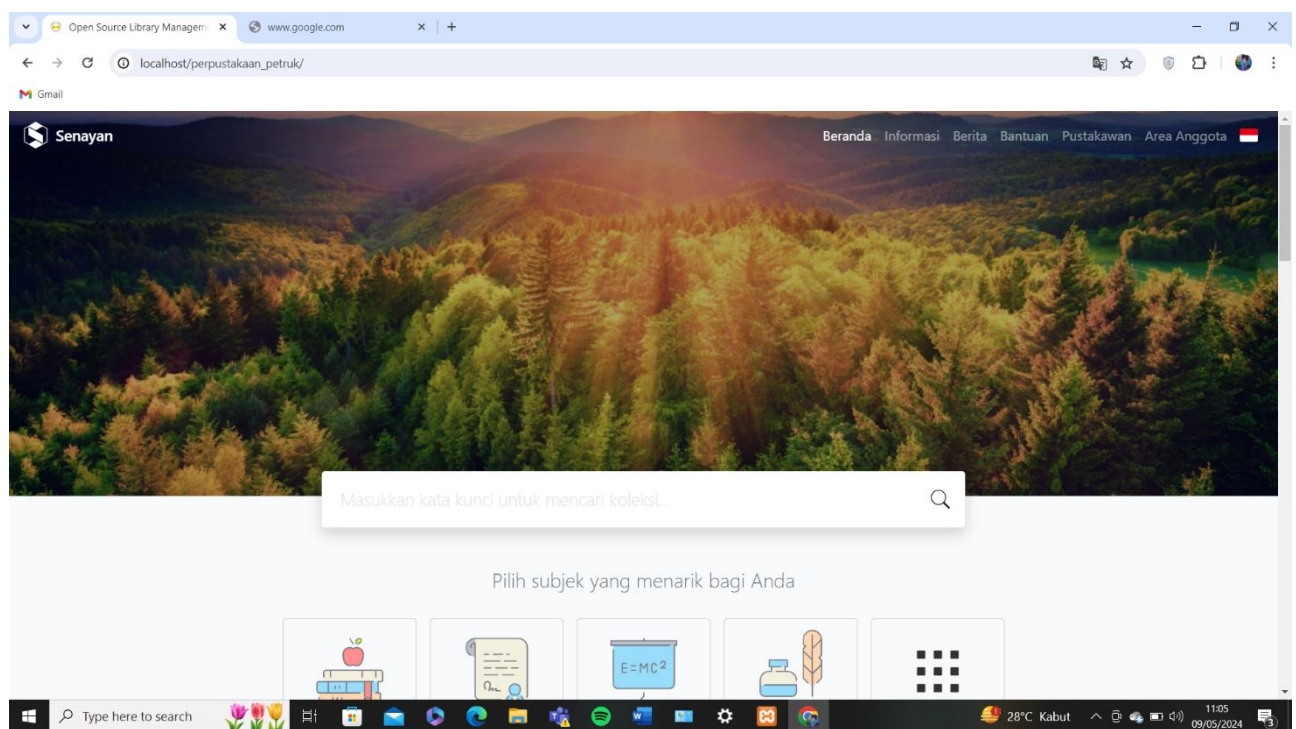 Open Source Library Managem
www.google.com
localhost/perpustakaan_petruk/
Gmail
Senayan
Beranda Informasi Berita Bantuan Pustakawan Area Anggota
Masukkan kata kunci untuk mencari koleksi...
Pilih subjek yang menarik bagi Anda
E=MC²
Type here to search
28°C Kabut
11:05
09/05/2024
3